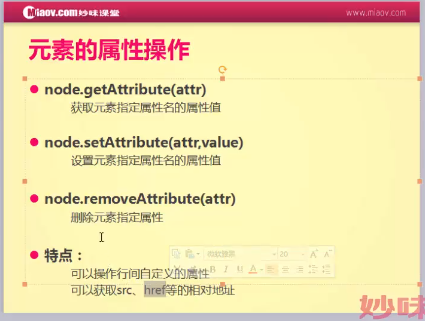 Miaov.com 妙味课堂
www.miaov.com
元素的属性操作
node.getAttribute(attr)
获取元素指定属性名的属性值
node.setAttribute(attr,value)
设置元素指定属性名的属性值
node.removeAttribute(attr)
删除元素指定属性
特点：
20
B I U A
可以操作行间自定义的属性
可以获取src、href等的相对地址
妙味